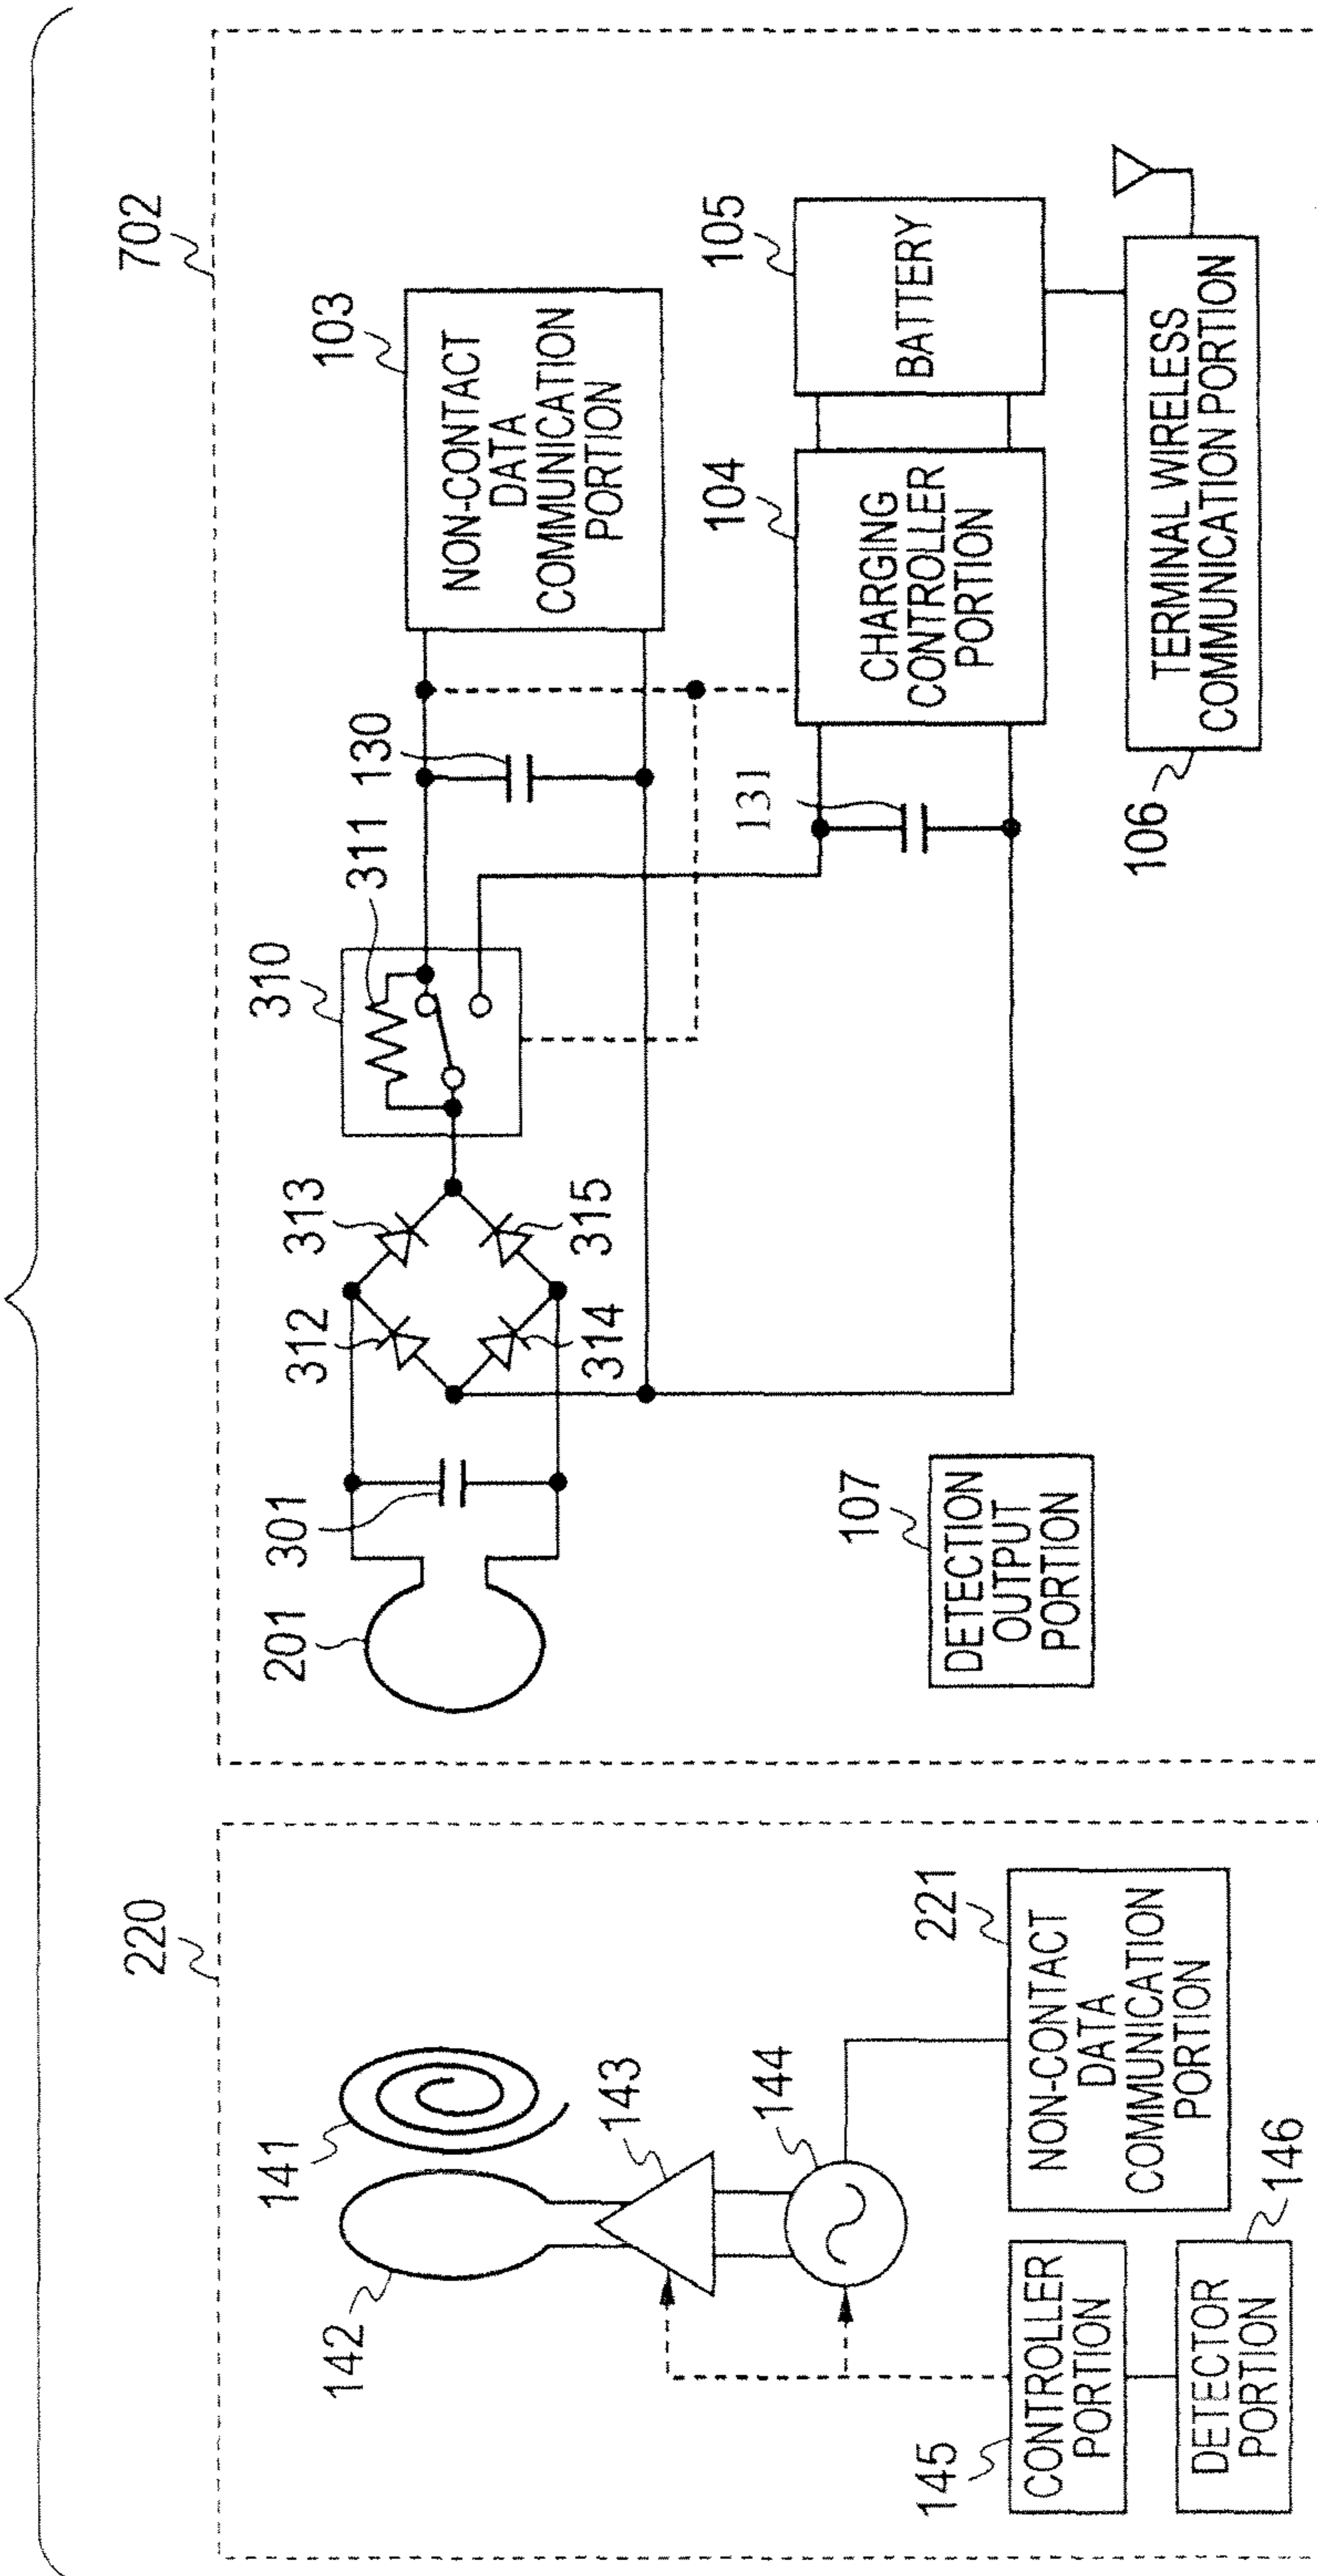 220
702
141
142
143
144
145
CONTROLLER
PORTION
DETECTOR
PORTION
146
221
NON-CONTACT
DATA
COMMUNICATION
PORTION
201
301
312
313
314
315
310
311
130
103
NON-CONTACT
DATA
COMMUNICATION
PORTION
131
104
CHARGING
CONTROLLER
PORTION
105
BATTERY
107
DETECTION
OUTPUT
PORTION
106
TERMINAL WIRELESS
COMMUNICATION PORTION